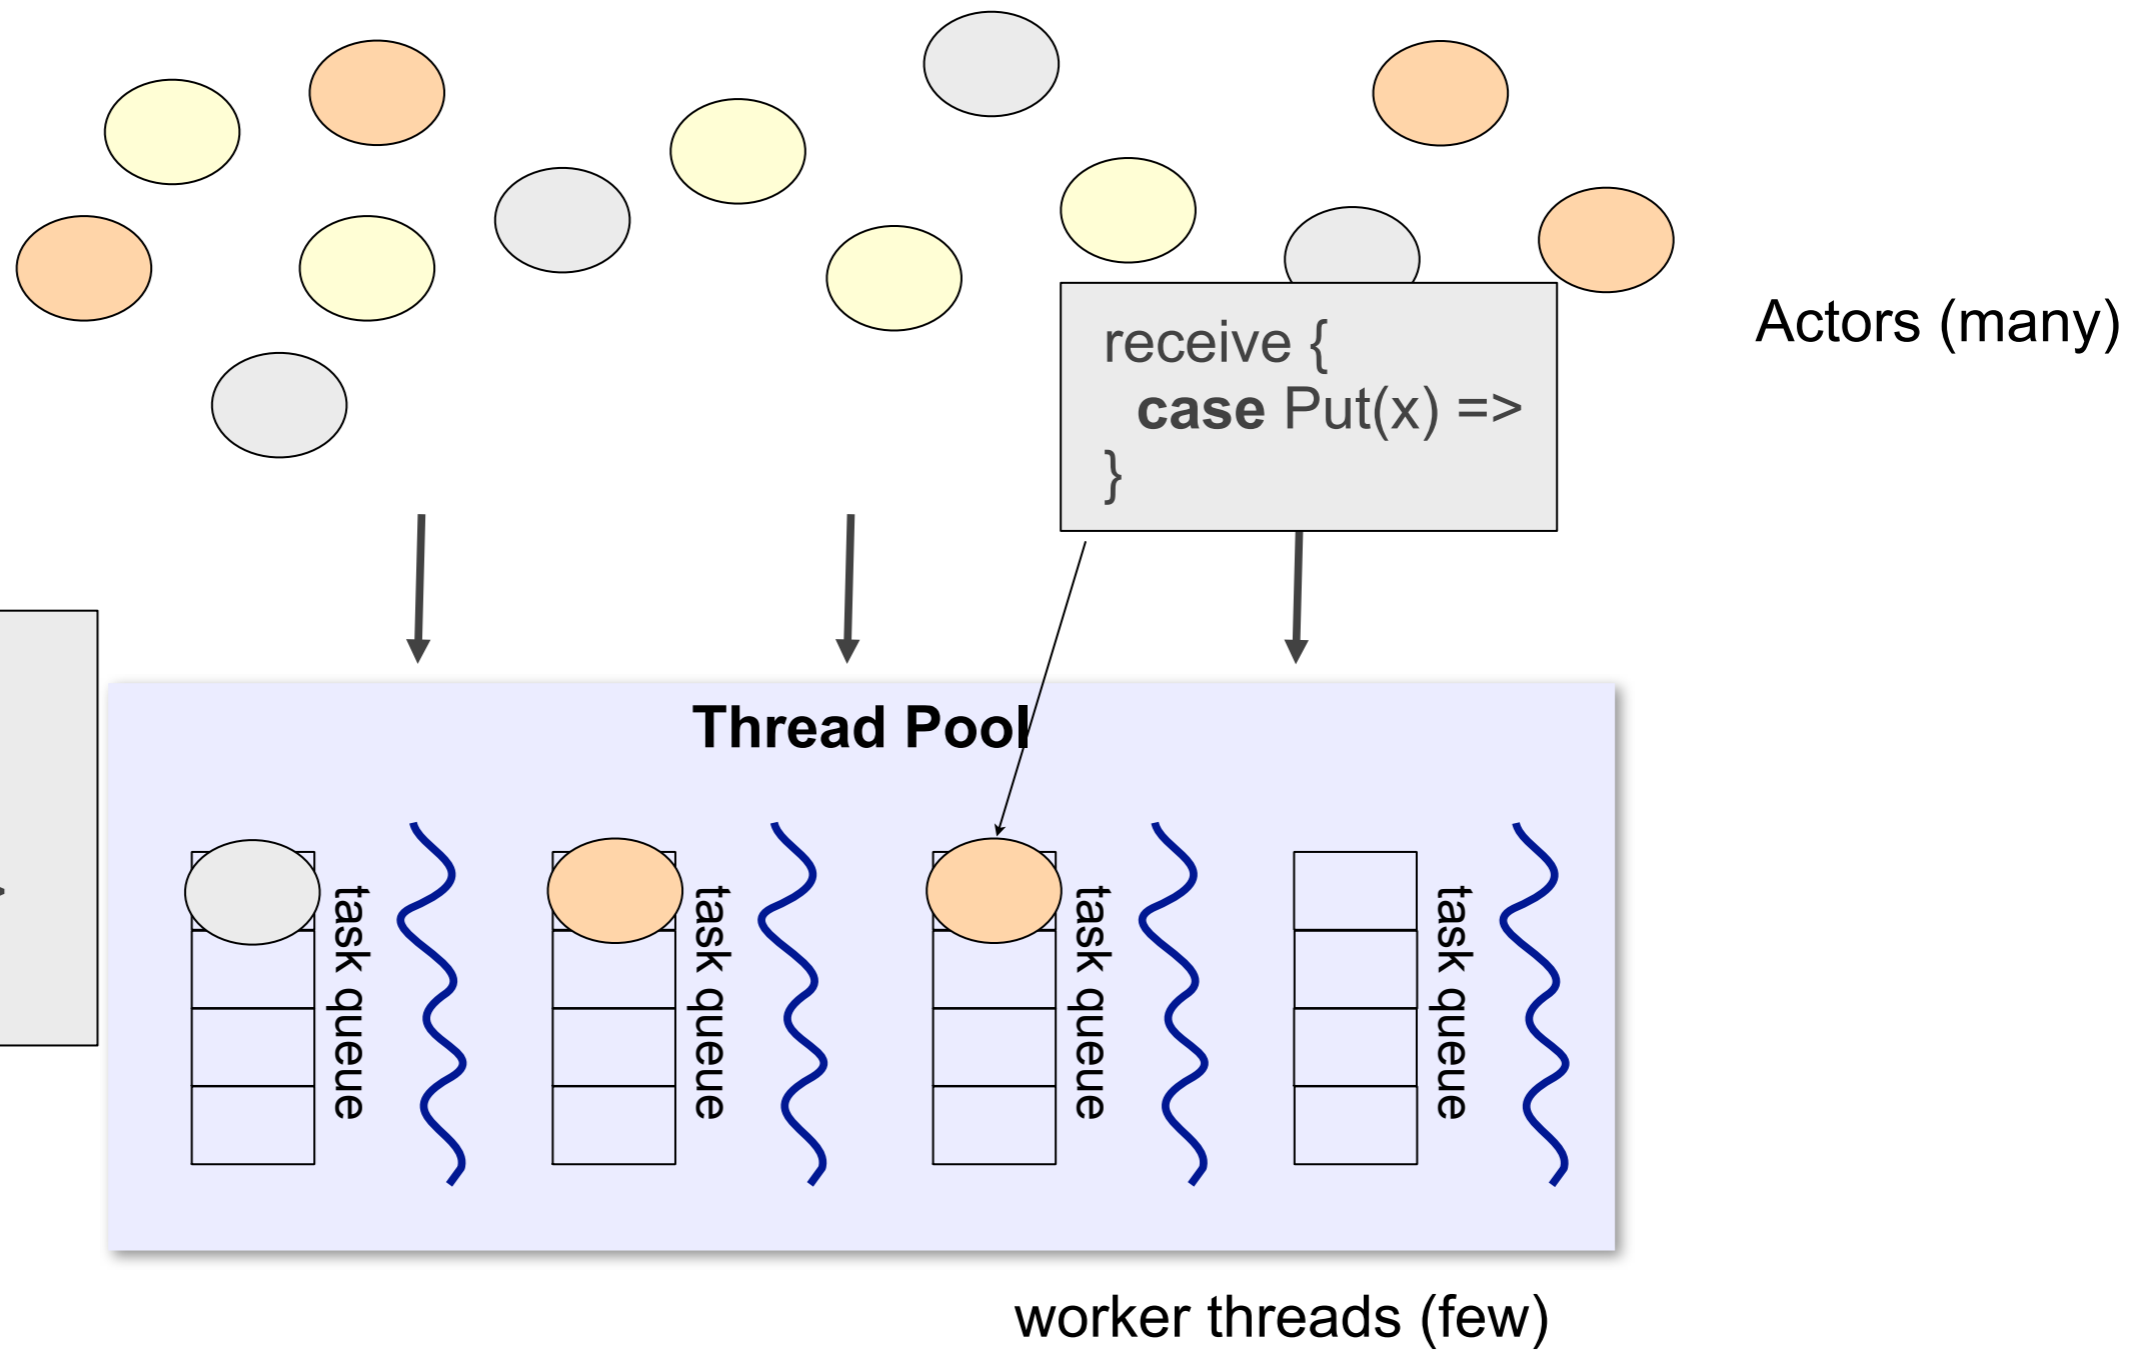 receive {
case Put(x) =>
}
Actors (many)
Thread Pool
task queue
task queue
task queue
task queue
worker threads (few)